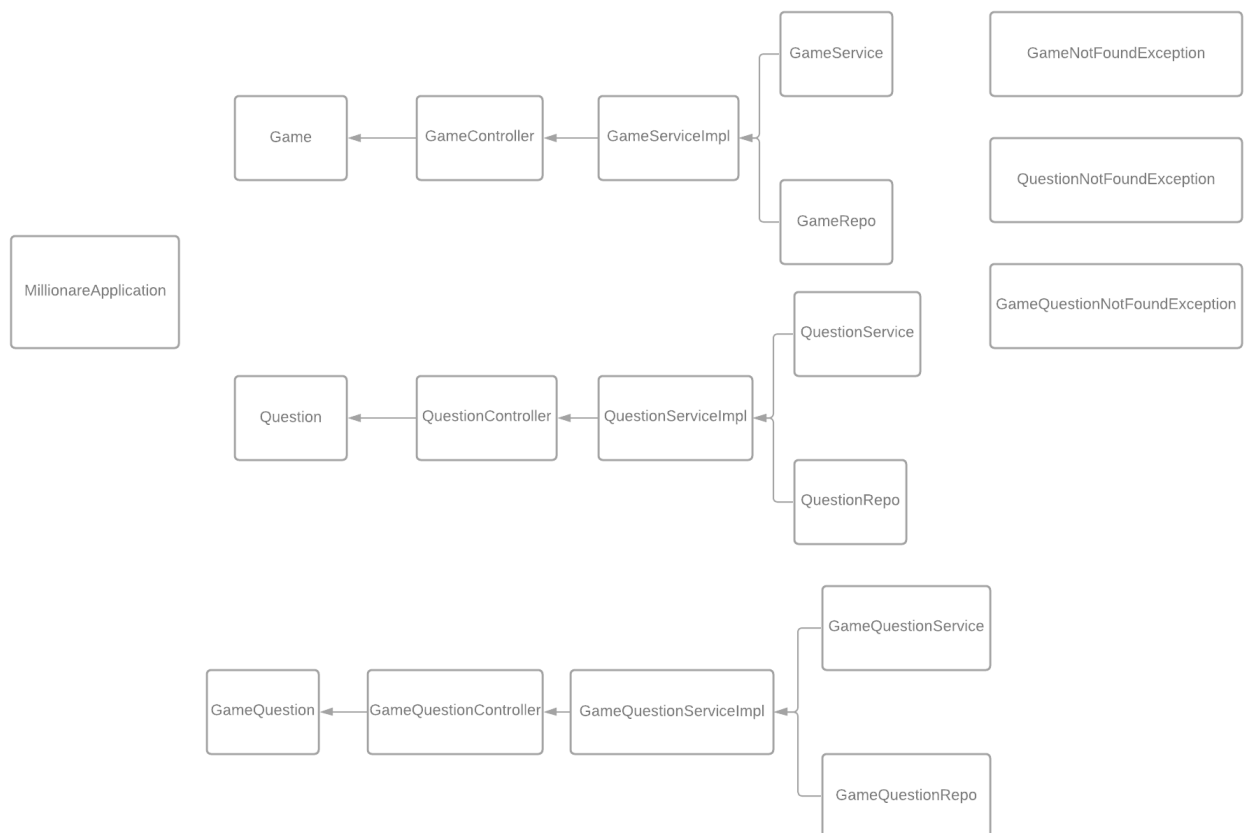 GameService
GameNotFoundException
Game
GameController
GameServiceImpl
QuestionNotFoundException
GameRepo
MillionareApplication
GameQuestionNotFoundException
QuestionService
Question
QuestionController
QuestionServiceImpl
QuestionRepo
GameQuestionService
GameQuestion
GameQuestionController
GameQuestionServiceImpl
GameQuestionRepo